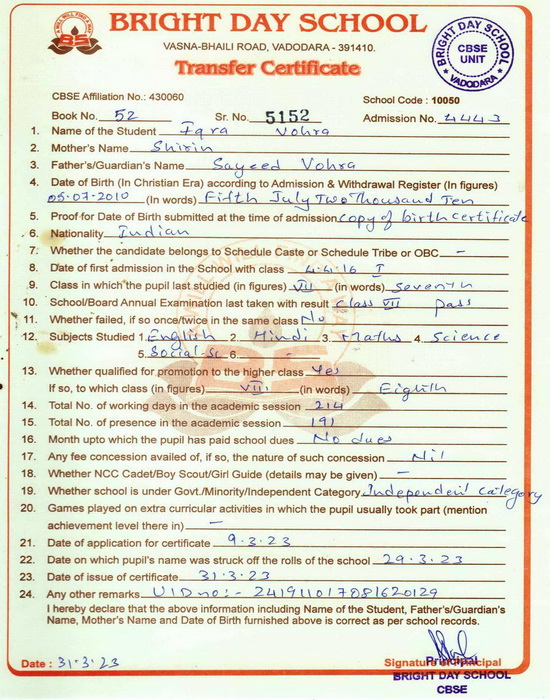 BRIGHT DAY SCHOOL
VASNA-BHAILI ROAD, VADODARA - 391410.
Transfer Certificate
BRIGHT DAY SCHOOL
CBSE
UNIT
VADODARA
CBSE Affiliation No.: 430060
School Code : 10050
Book No. 52 Sr. No. 5152 Admission No. 4443
1. Name of the Student Iqra Vohra
2. Mother's Name Shirin
3. Father's/Guardian's Name Sayeed Vohra
4. Date of Birth (In Christian Era) according to Admission & Withdrawal Register (In figures)
05-07-2010 (In words) Fifth July Two Thousand Ten
5. Proof for Date of Birth submitted at the time of admission copy of birth certificate
6. Nationality Indian
7. Whether the candidate belongs to Schedule Caste or Schedule Tribe or OBC -
8. Date of first admission in the School with class 4.4.16 I
9. Class in which the pupil last studied (in figures) VII (in words) Seventh
10. School/Board Annual Examination last taken with result Class VII pass
11. Whether failed, if so once/twice in the same class No
12. Subjects Studied 1. English 2. Hindi 3. Maths 4. Science
5. Social-Sc 6. -
13. Whether qualified for promotion to the higher class Yes
If so, to which class (in figures) VIII (in words) Eighth
14. Total No. of working days in the academic session 214
15. Total No. of presence in the academic session 191
16. Month upto which the pupil has paid school dues No dues
17. Any fee concession availed of, if so, the nature of such concession Nil
18. Whether NCC Cadet/Boy Scout/Girl Guide (details may be given) -
19. Whether school is under Govt./Minority/Independent Category Independent category
20. Games played on extra curricular activities in which the pupil usually took part (mention
achievement level there in) -
21. Date of application for certificate 9.3.23
22. Date on which pupil's name was struck off the rolls of the school 29.3.23
23. Date of issue of certificate 31.3.23
24. Any other remarks UID no:- 241911017081620129
I hereby declare that the above information including Name of the Student, Father's/Guardian's
Name, Mother's Name and Date of Birth furnished above is correct as per school records.
Date : 31.3.23
Signature of Principal
Principal
BRIGHT DAY SCHOOL
CBSE